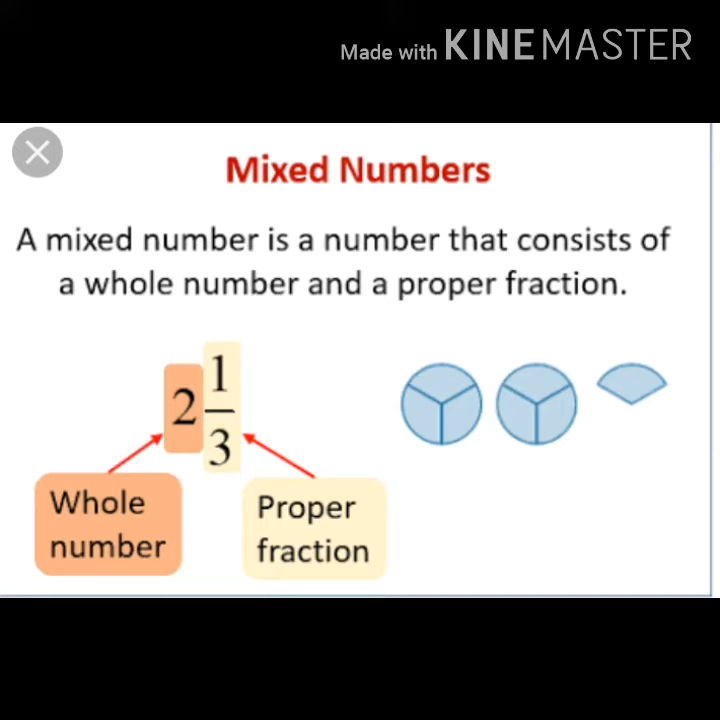 Made with KINEMASTER
Mixed Numbers
A mixed number is a number that consists of
a whole number and a proper fraction.
2 1/3
Whole
number
Proper
fraction